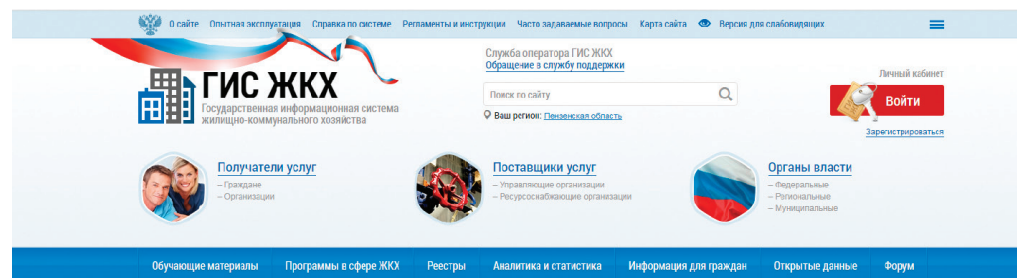 О сайте Опытная эксплуатация Справка по системе Регламенты и инструкции Часто задаваемые вопросы Карта сайта Версия для слабовидящих
Служба оператора ГИС ЖКХ
Обращение в службу поддержки
Личный кабинет
ГИС ЖКХ
Государственная информационная система
жилищно-коммунального хозяйства
Поиск по сайту
Войти
Ваш регион: Пензенская область
Зарегистрироваться
Получатели услуг
– Граждане
– Организации
Поставщики услуг
– Управляющие организации
– Ресурсоснабжающие организации
Органы власти
– Федеральные
– Региональные
– Муниципальные
Обучающие материалы Программы в сфере ЖКХ Реестры Аналитика и статистика Информация для граждан Открытые данные Форум